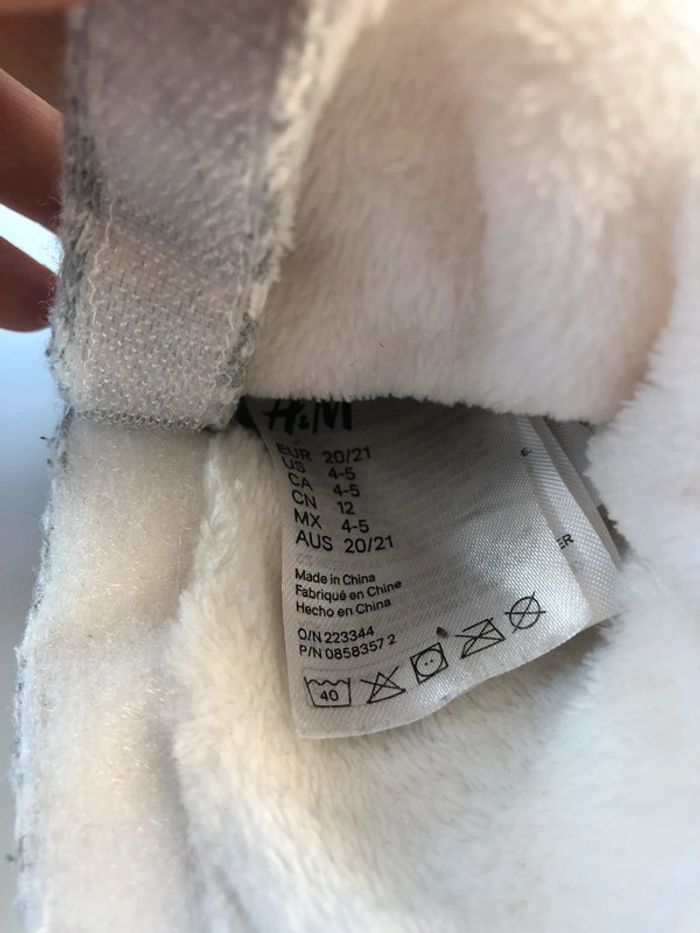 H&M
EUR 20/21
US 4-5
CA 4-5
CN 12
MX 4-5
AUS 20/21
Made in China
Fabriqué en Chine
Hecho en China
O/N 223344
P/N 0858357 2
40
E.
ER